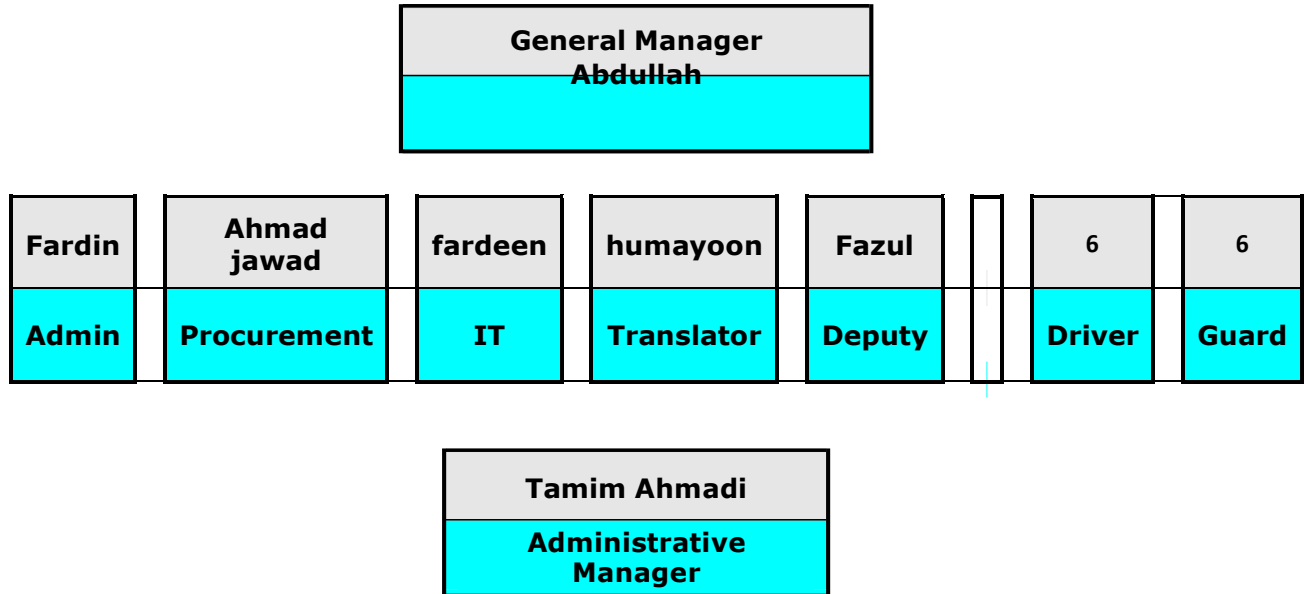 General Manager
Abdullah
Fardin
Ahmad
jawad
fardeen
humayoon
Fazul
6
6
Admin
Procurement
IT
Translator
Deputy
Driver
Guard
Tamim Ahmadi
Administrative
Manager